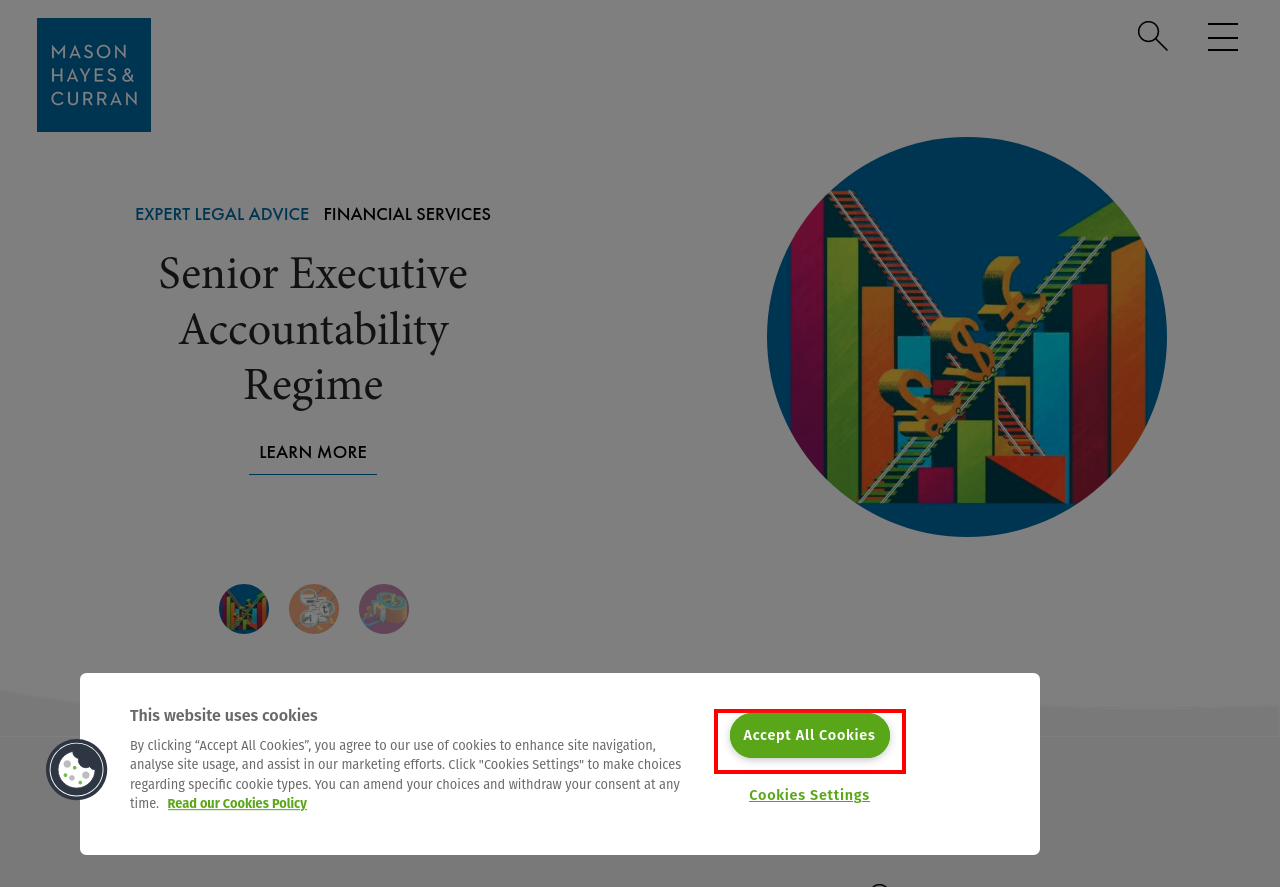 MASON
HAYES &
CURRAN
EXPERT LEGAL ADVICE FINANCIAL SERVICES
Senior Executive
Accountability
Regime
LEARN MORE
This website uses cookies
By clicking “Accept All Cookies”, you agree to our use of cookies to enhance site navigation,
analyse site usage, and assist in our marketing efforts. Click "Cookies Settings" to make choices
regarding specific cookie types. You can amend your choices and withdraw your consent at any
time. Read our Cookies Policy
Accept All Cookies
Cookies Settings